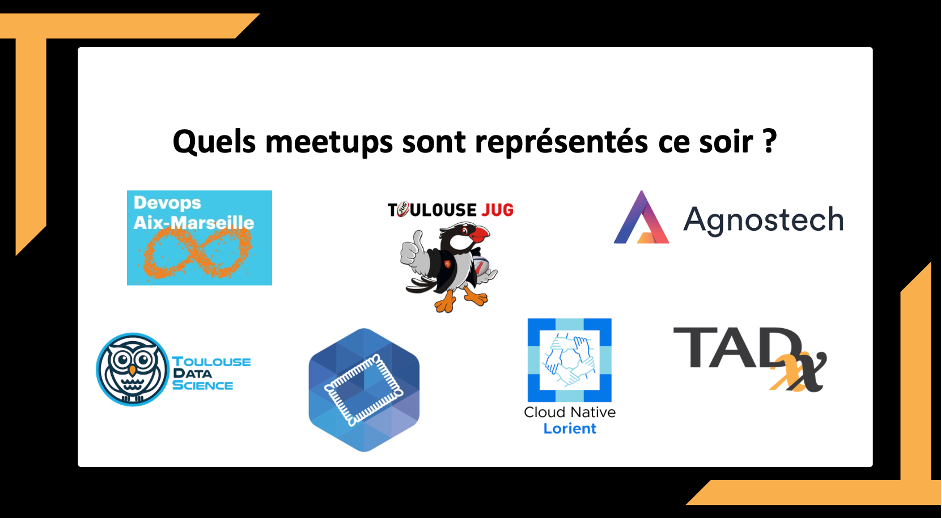 Quels meetups sont représentés ce soir ?
Devops
Aix-Marseille
TOULOUSE JUG
Agnostech
TOULOUSE
DATA
SCIENCE
Cloud Native
Lorient
TADx